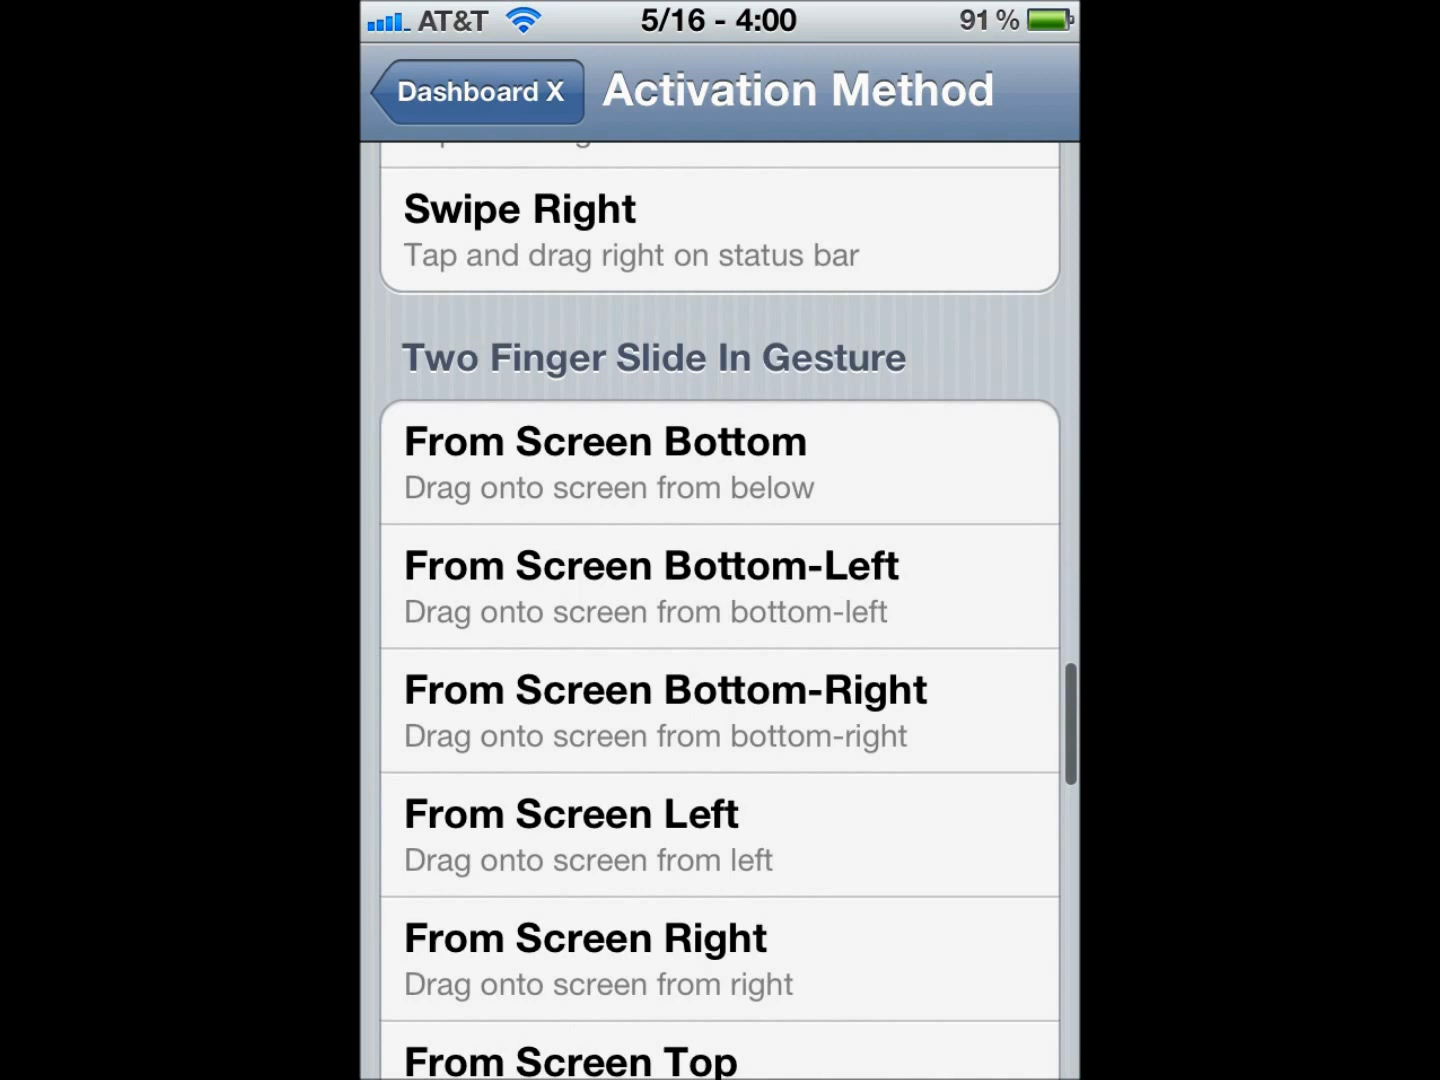 AT&T 5/16 - 4:00 91 %
Dashboard X Activation Method
Swipe Right
Tap and drag right on status bar
Two Finger Slide In Gesture
From Screen Bottom
Drag onto screen from below
From Screen Bottom-Left
Drag onto screen from bottom-left
From Screen Bottom-Right
Drag onto screen from bottom-right
From Screen Left
Drag onto screen from left
From Screen Right
Drag onto screen from right
From Screen Top